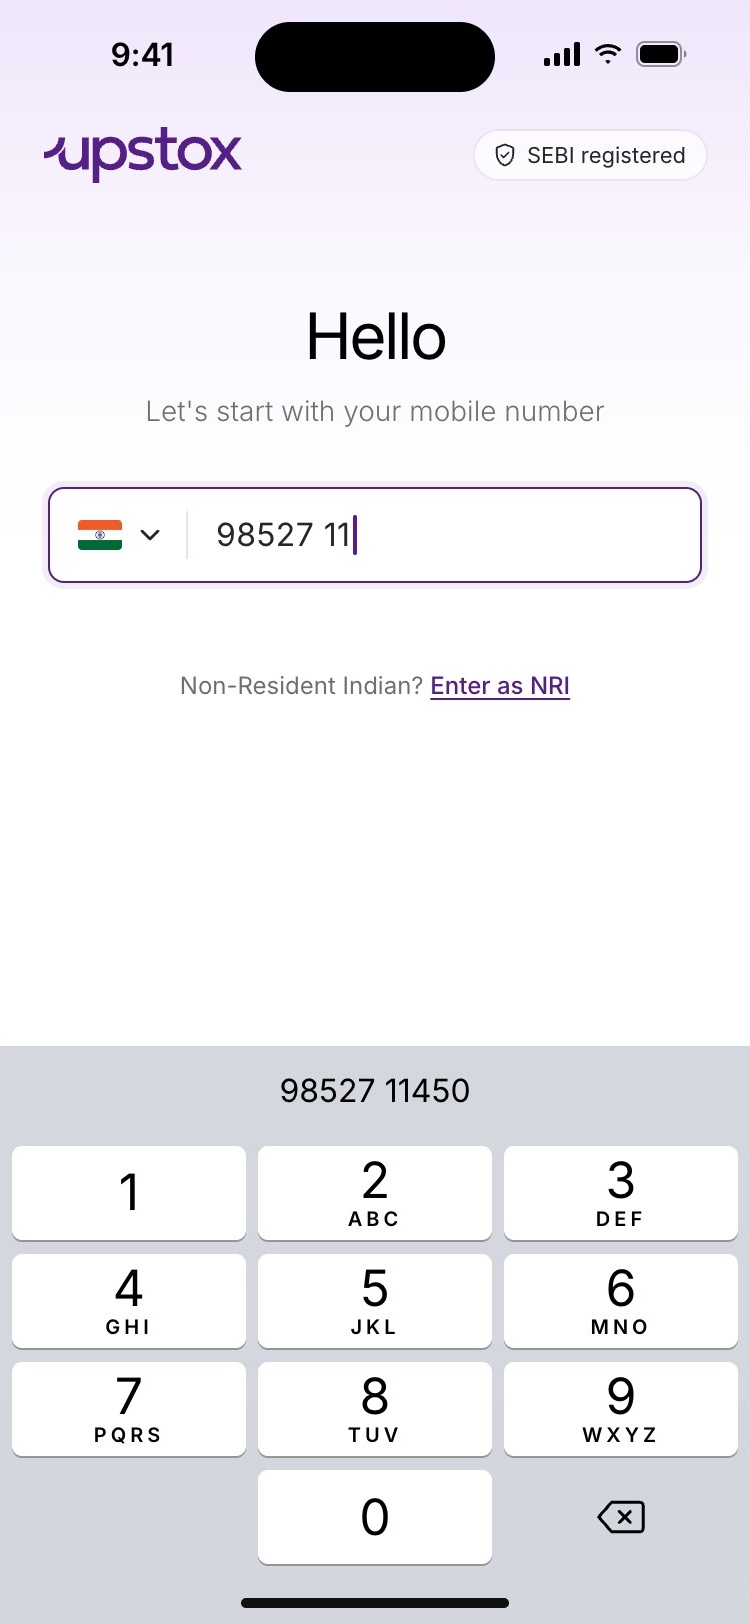 9:41
upstox
SEBI registered
Hello
Let's start with your mobile number
98527 11
Non-Resident Indian? Enter as NRI
98527 11450
1
2
ABC
3
DEF
4
GHI
5
JKL
6
MNO
7
PQRS
8
TUV
9
WXYZ
0